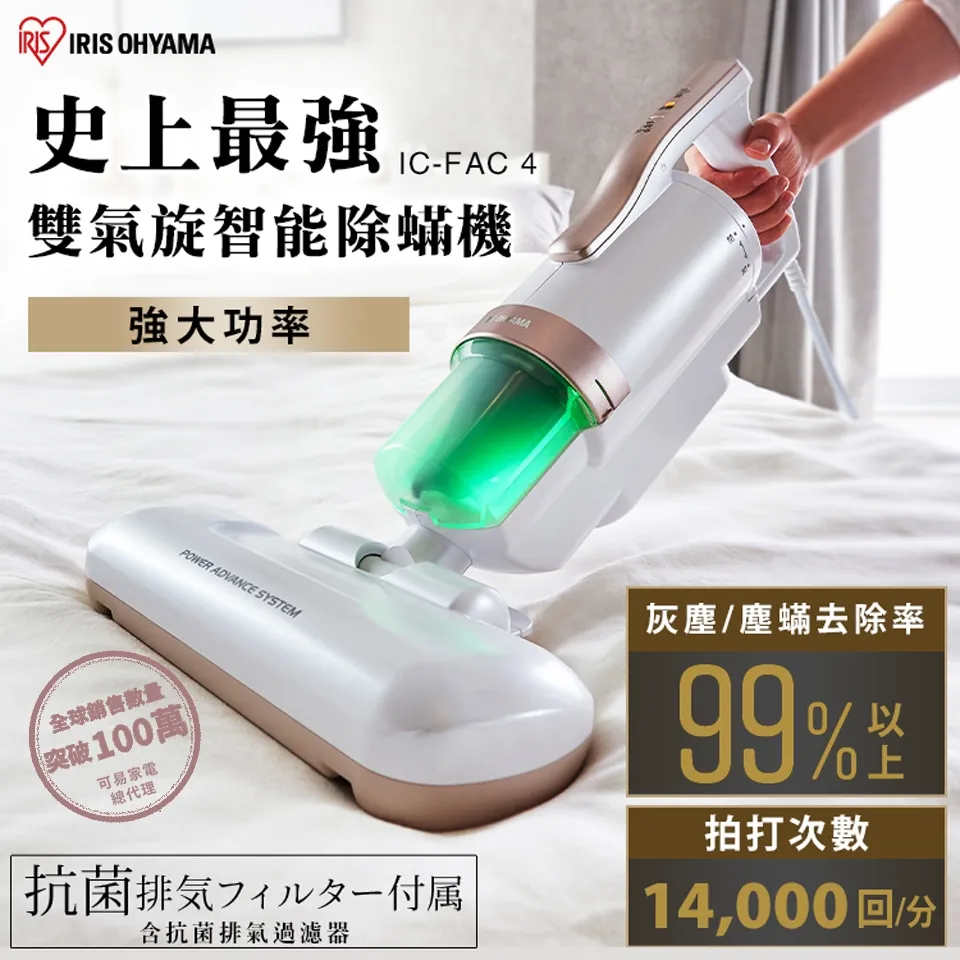 IRIS IRIS OHYAMA
史上最強 IC-FAC 4
雙氣旋智能除蟎機
強大功率
OHYAMA
POWER ADVANCE SYSTEM
全球銷售數量
突破100萬
可易家電
總代理
灰塵/塵蟎去除率
99%以上
拍打次數
14,000回/分
抗菌排気フィルター付属
含抗菌排氣過濾器